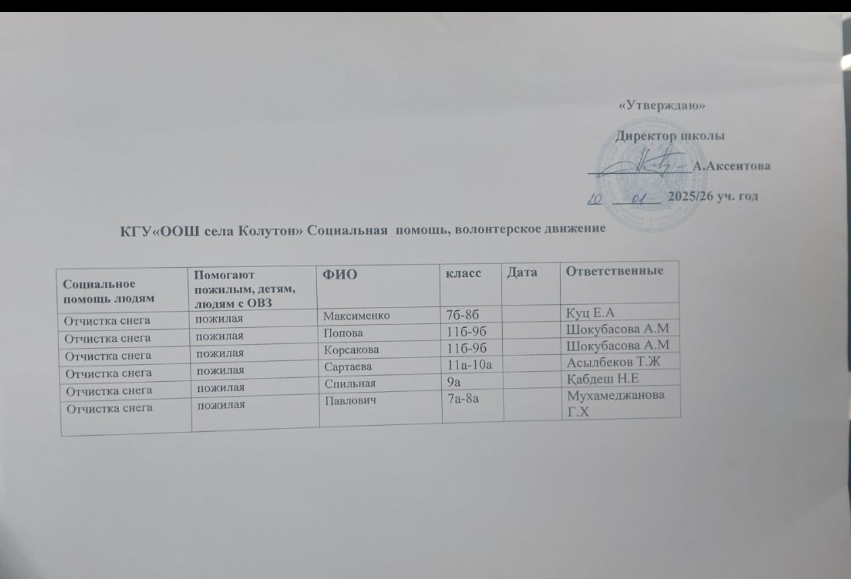 «Утверждаю»
Директор школы
А.Аксентова
20 01 2025/26 уч. год
КГУ«ООШ села Колутон» Социальная помощь, волонтерское движение
Социальное помощь людям Помогают пожилым, детям, людям с ОВЗ ФИО класс Дата Ответственные
Отчистка снега пожилая Максименко 7б-8б Куц Е.А
Отчистка снега пожилая Попова 11б-9б Шокубасова А.М
Отчистка снега пожилая Корсакова 11б-9б Шокубасова А.М
Отчистка снега пожилая Сартаева 11а-10а Асылбеков Т.Ж
Отчистка снега пожилая Спильная 9а Қабдеш Н.Е
Отчистка снега пожилая Павлович 7а-8а Мухамеджанова Г.Х